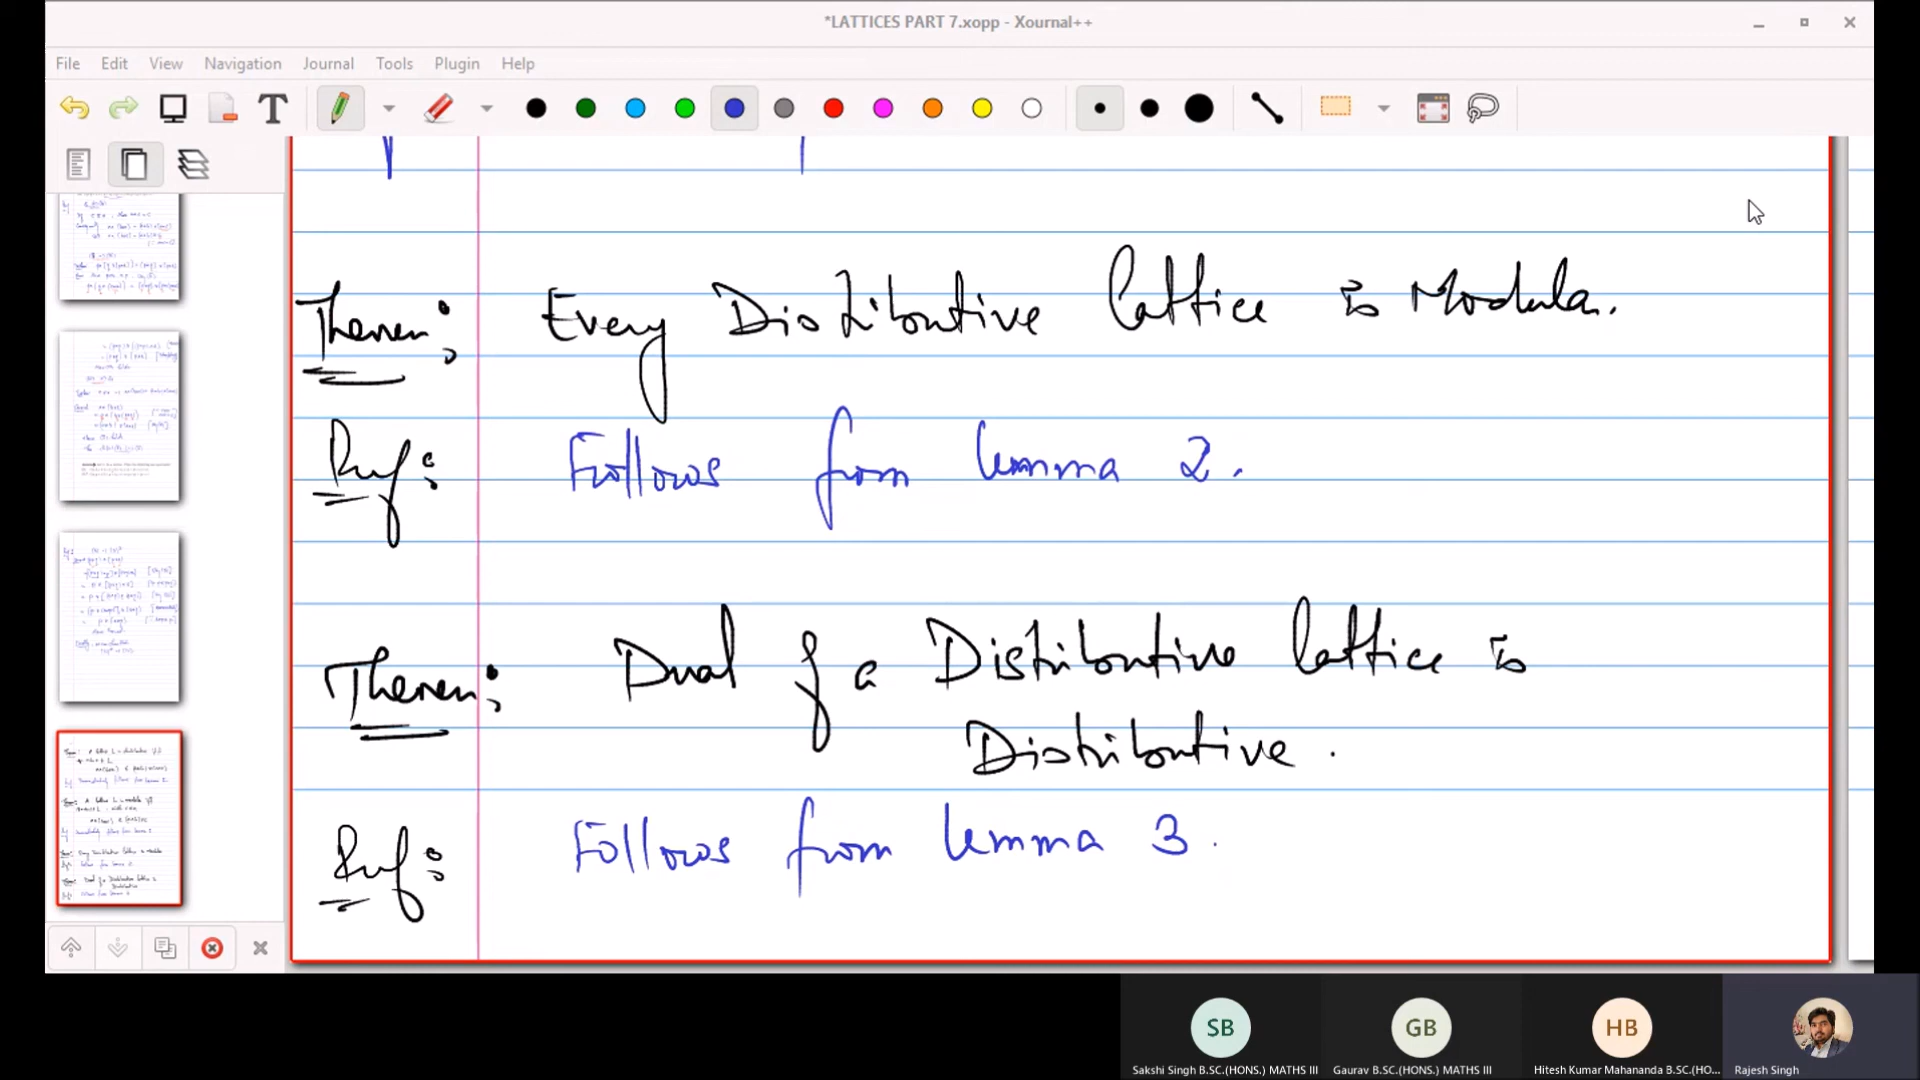 *LATTICES PART 7.xopp - Xournal++
File Edit View Navigation Journal Tools Plugin Help
Theorem: Every Distributive lattice is Modular.
Prof: Follows from lemma 2.
Theorem: Dual of a Distributive lattice is
Distributive.
Prof: Follows from lemma 3.
SB GB HB
Sakshi Singh B.SC.(HONS.) MATHS III Gaurav B.SC.(HONS.) MATHS III Hitesh Kumar Mahananda B.SC.(HO... Rajesh Singh